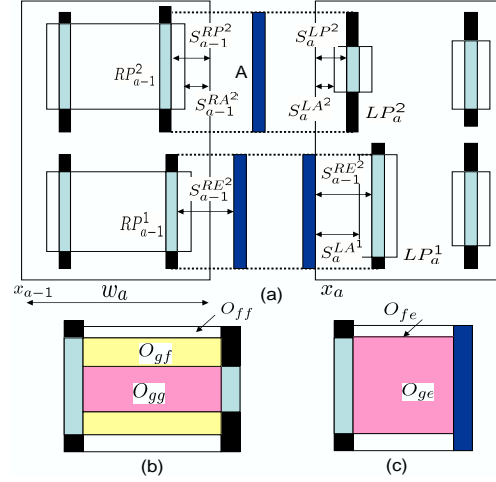 S_{a-1}^{RP^2} A S_a^{LP^2}
RP_{a-1}^2
S_{a-1}^{RA^2} S_a^{LA^2} LP_a^2
S_{a-1}^{RE^2} S_{a-1}^{RE^2}
RP_{a-1}^1
S_a^{LA^1} LP_a^1
x_{a-1} w_a (a) x_a
O_{ff} O_{fe}
O_{gf}
O_{gg} O_{ge}
(b) (c)